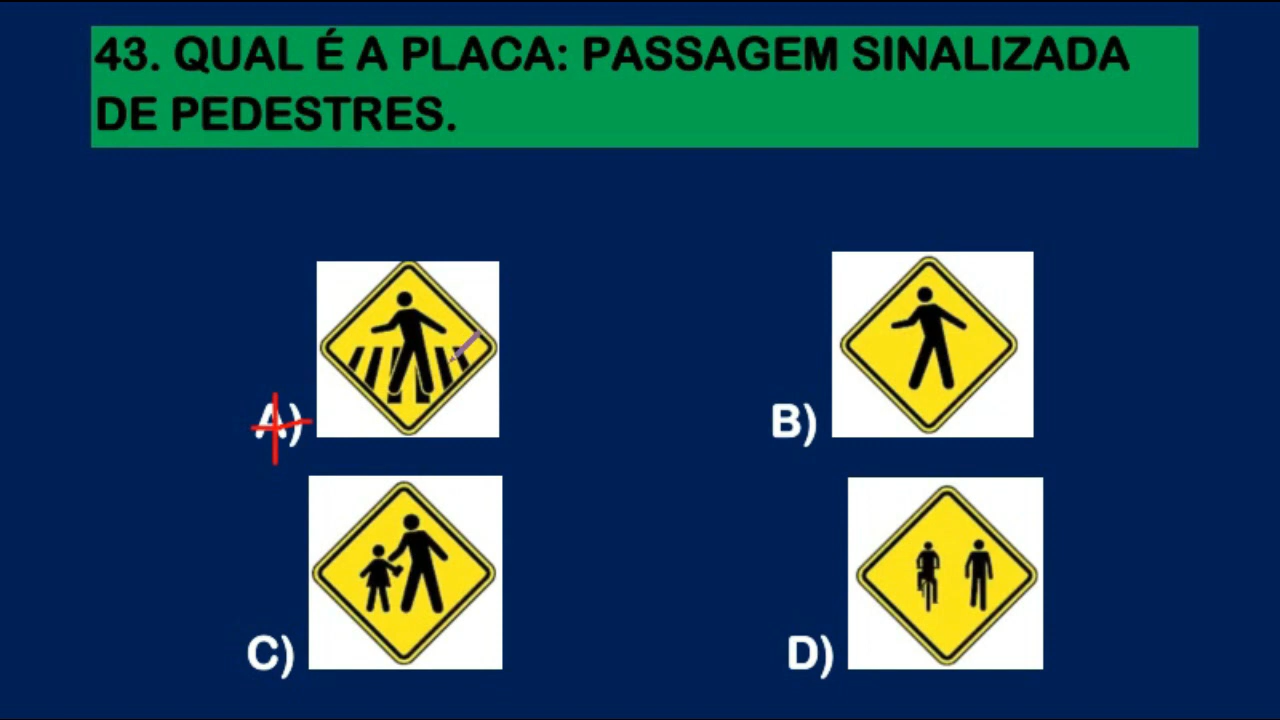 43. QUAL É A PLACA: PASSAGEM SINALIZADA
DE PEDESTRES.
A)
B)
C)
D)